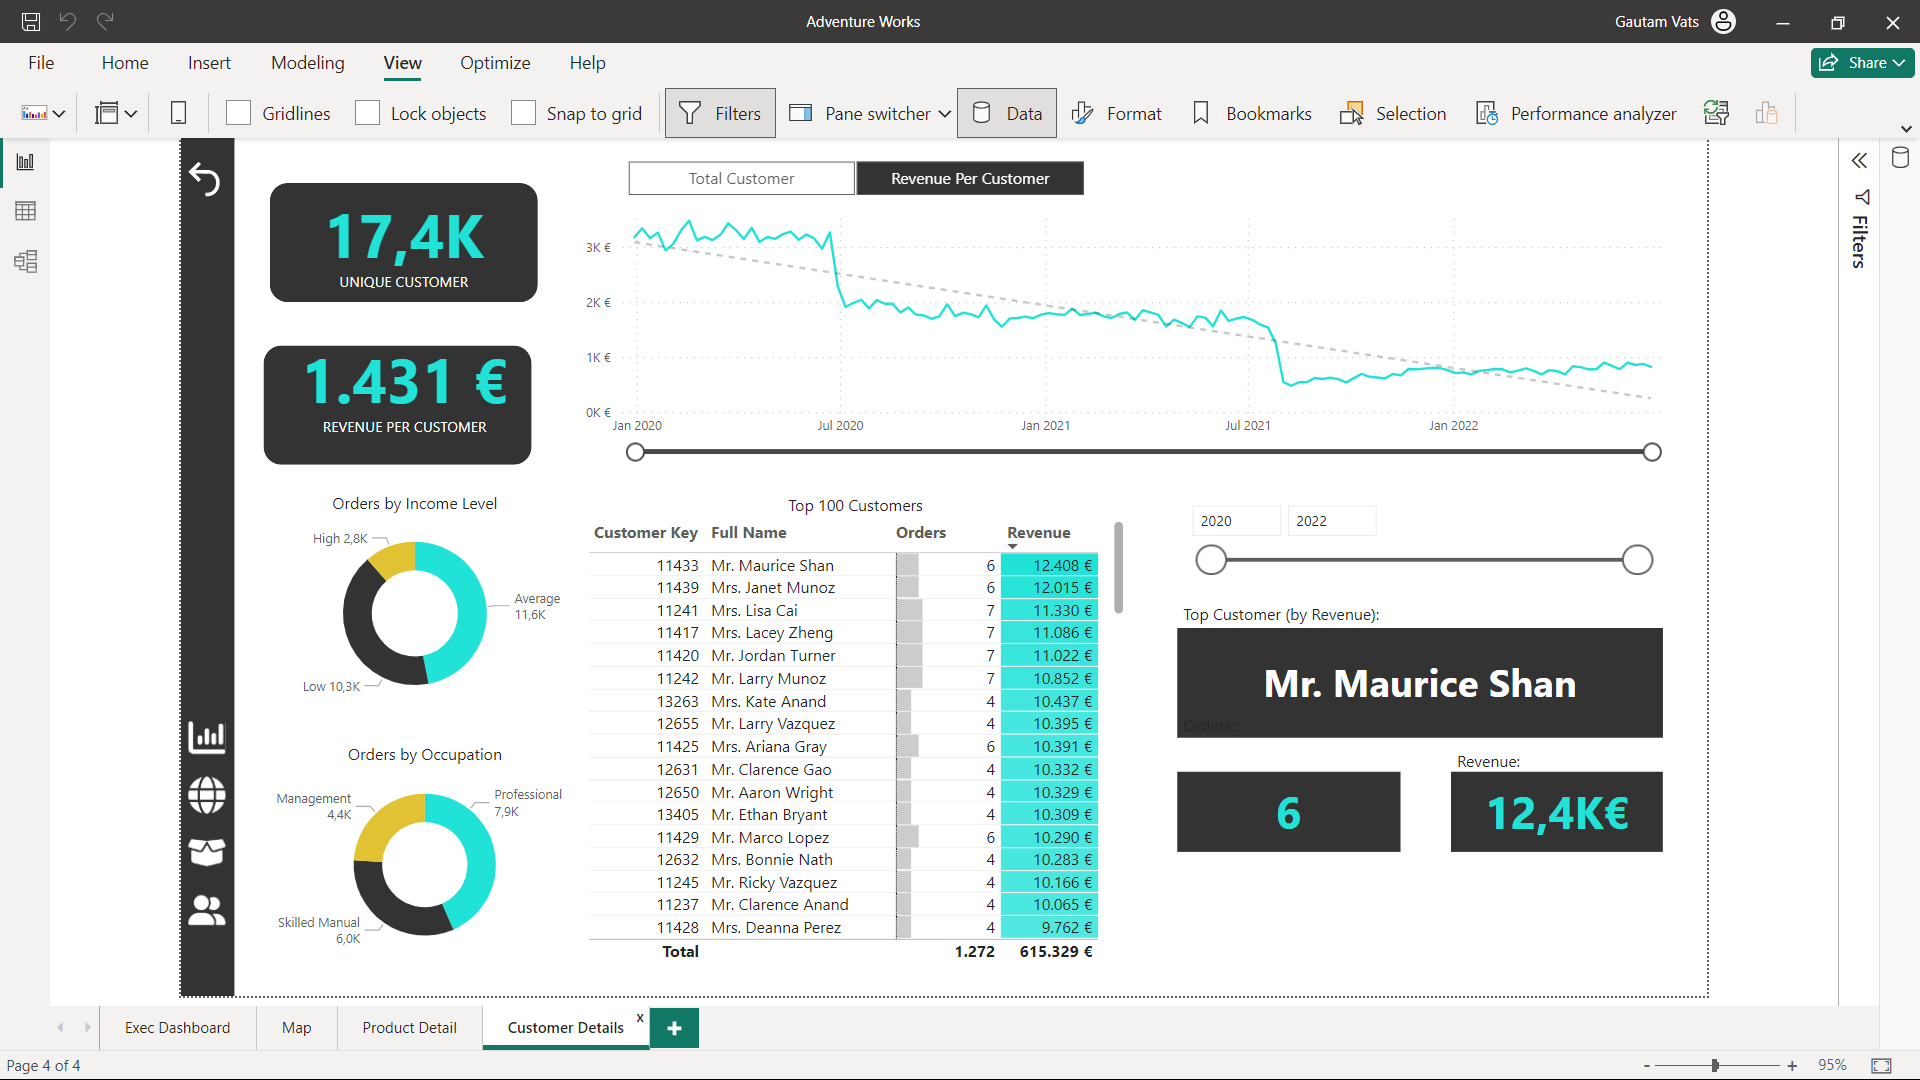 Adventure Works
Gautam Vats
File Home Insert Modeling View Optimize Help
Share
Gridlines Lock objects Snap to grid Filters Pane switcher Data Format Bookmarks Selection Performance analyzer
Filters
17,4K
UNIQUE CUSTOMER
1.431 €
REVENUE PER CUSTOMER
Total Customer Revenue Per Customer
3K €
2K €
1K €
0K €
Jan 2020 Jul 2020 Jan 2021 Jul 2021 Jan 2022
Orders by Income Level
High 2,8K
Average
11,6K
Low 10,3K
Orders by Occupation
Management
4,4K
Professional
7,9K
Skilled Manual
6,0K
Top 100 Customers
Customer Key Full Name Orders Revenue
11433 Mr. Maurice Shan 6 12.408 €
11439 Mrs. Janet Munoz 6 12.015 €
11241 Mrs. Lisa Cai 7 11.330 €
11417 Mrs. Lacey Zheng 7 11.086 €
11420 Mr. Jordan Turner 7 11.022 €
11242 Mr. Larry Munoz 7 10.852 €
13263 Mrs. Kate Anand 4 10.437 €
12655 Mr. Larry Vazquez 4 10.395 €
11425 Mrs. Ariana Gray 6 10.391 €
12631 Mr. Clarence Gao 4 10.332 €
12650 Mr. Aaron Wright 4 10.329 €
13405 Mr. Ethan Bryant 4 10.309 €
11429 Mr. Marco Lopez 6 10.290 €
12632 Mrs. Bonnie Nath 4 10.283 €
11245 Mr. Ricky Vazquez 4 10.166 €
11237 Mr. Clarence Anand 4 10.065 €
11428 Mrs. Deanna Perez 4 9.762 €
Total 1.272 615.329 €
2020 2022
Top Customer (by Revenue):
Mr. Maurice Shan
Orders:
6
Revenue:
12,4K€
Exec Dashboard Map Product Detail Customer Details x +
Page 4 of 4
- + 95%